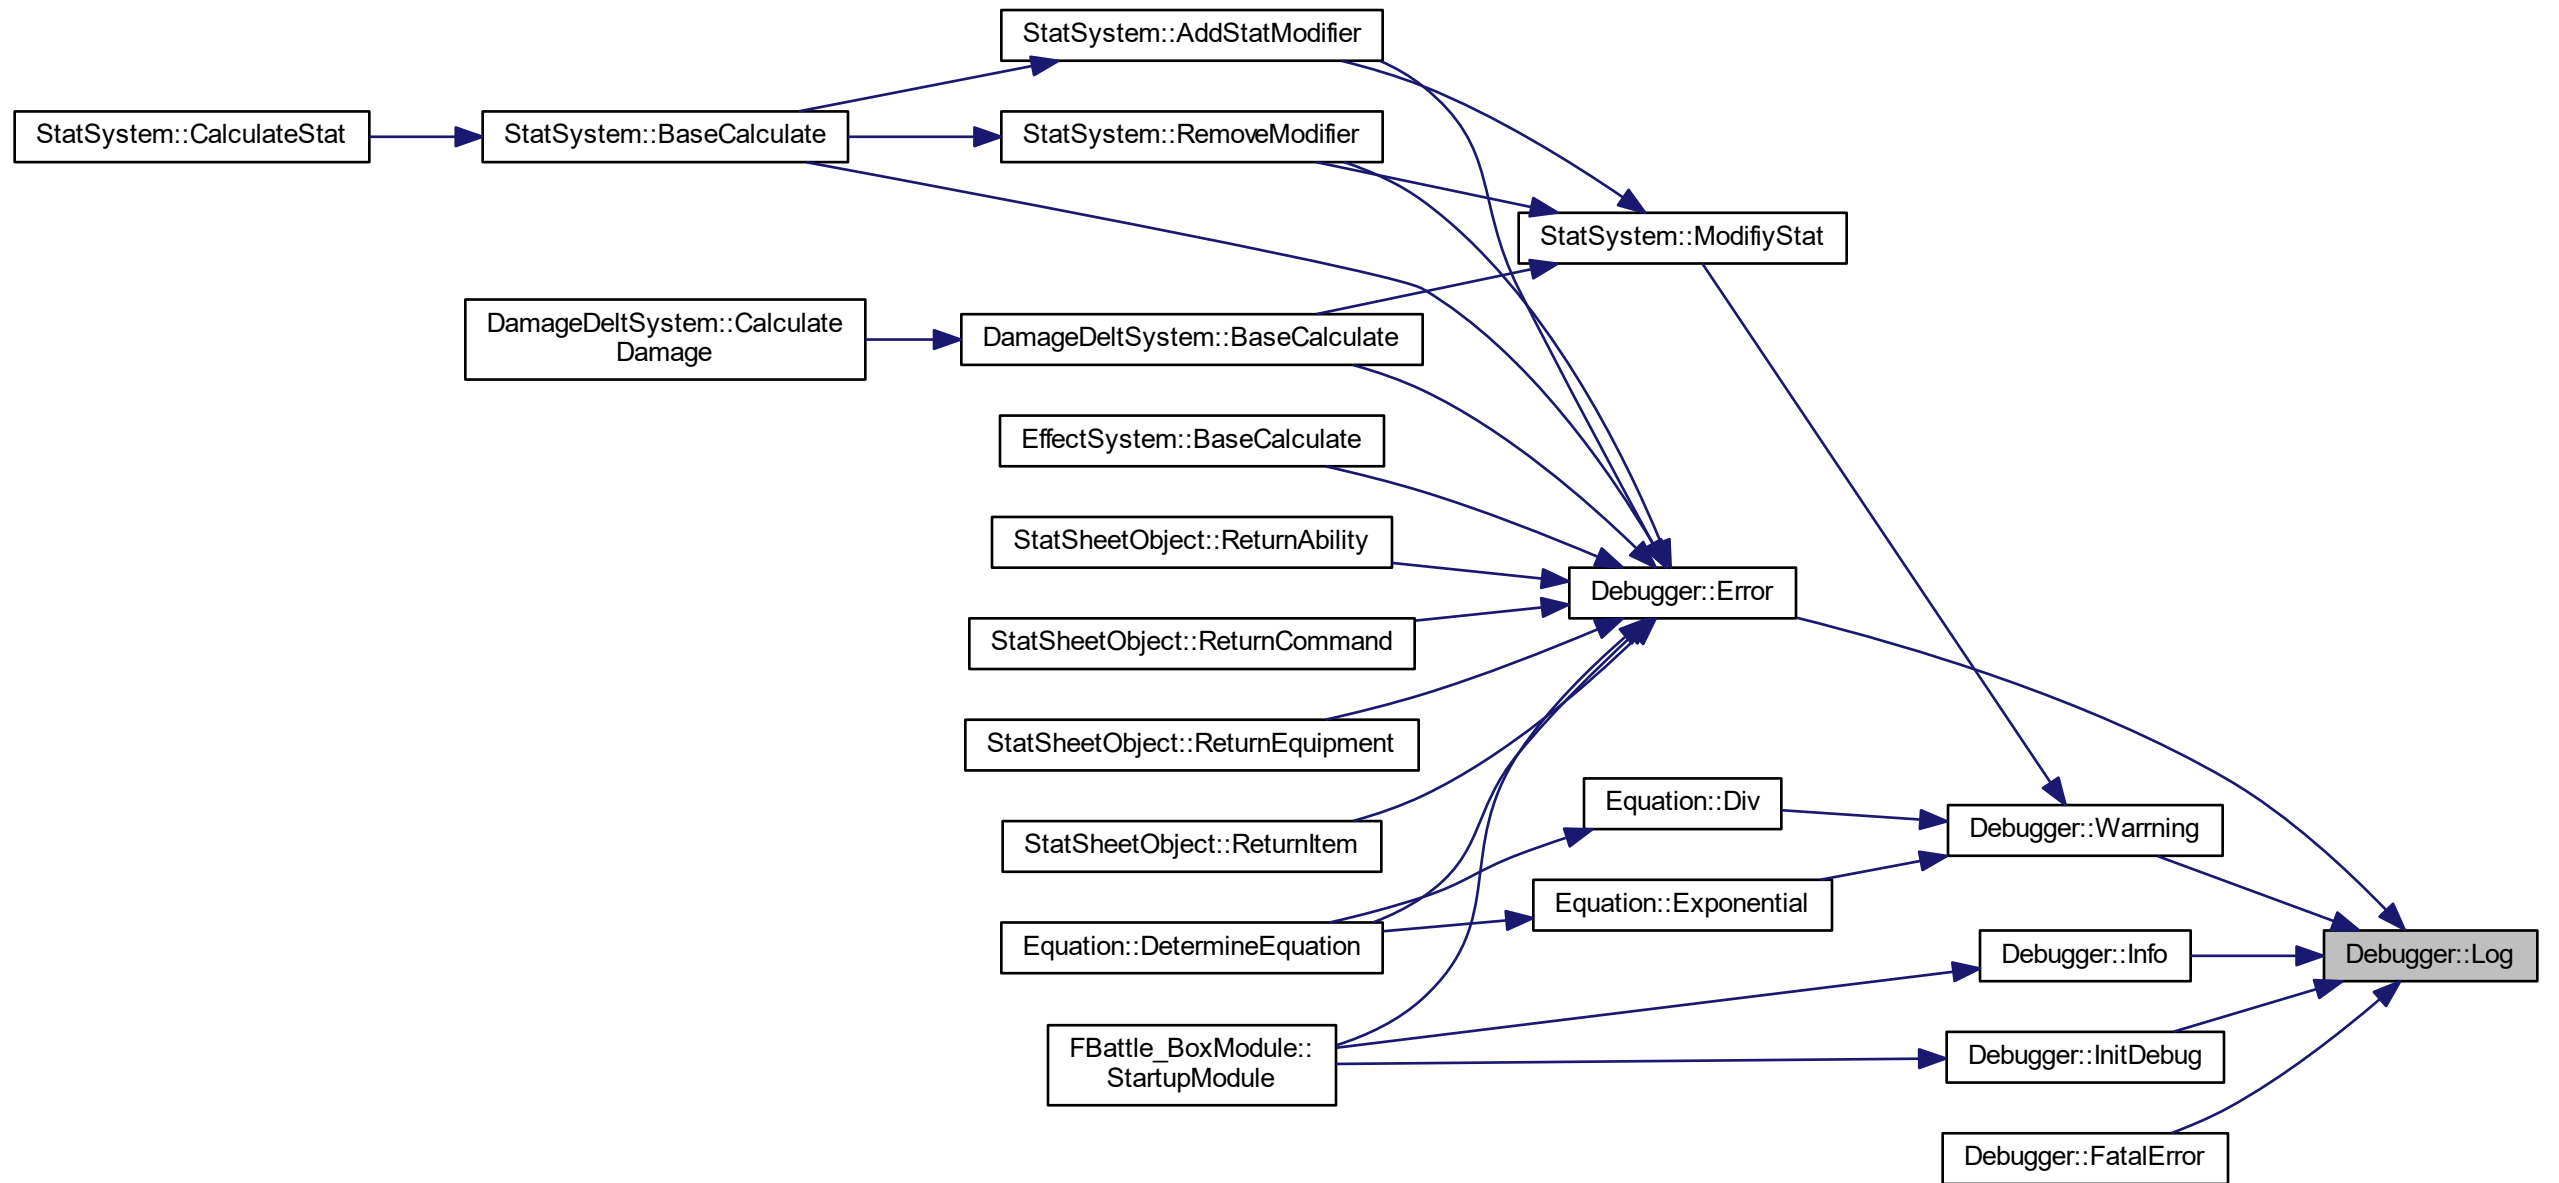 StatSystem::AddStatModifier
StatSystem::CalculateStat
StatSystem::BaseCalculate
StatSystem::RemoveModifier
StatSystem::ModifiyStat
DamageDeltSystem::Calculate
Damage
DamageDeltSystem::BaseCalculate
EffectSystem::BaseCalculate
StatSheetObject::ReturnAbility
Debugger::Error
StatSheetObject::ReturnCommand
StatSheetObject::ReturnEquipment
Equation::Div
Debugger::Warrning
StatSheetObject::ReturnItem
Equation::Exponential
Equation::DetermineEquation
Debugger::Info
Debugger::Log
FBattle_BoxModule::
StartupModule
Debugger::InitDebug
Debugger::FatalError